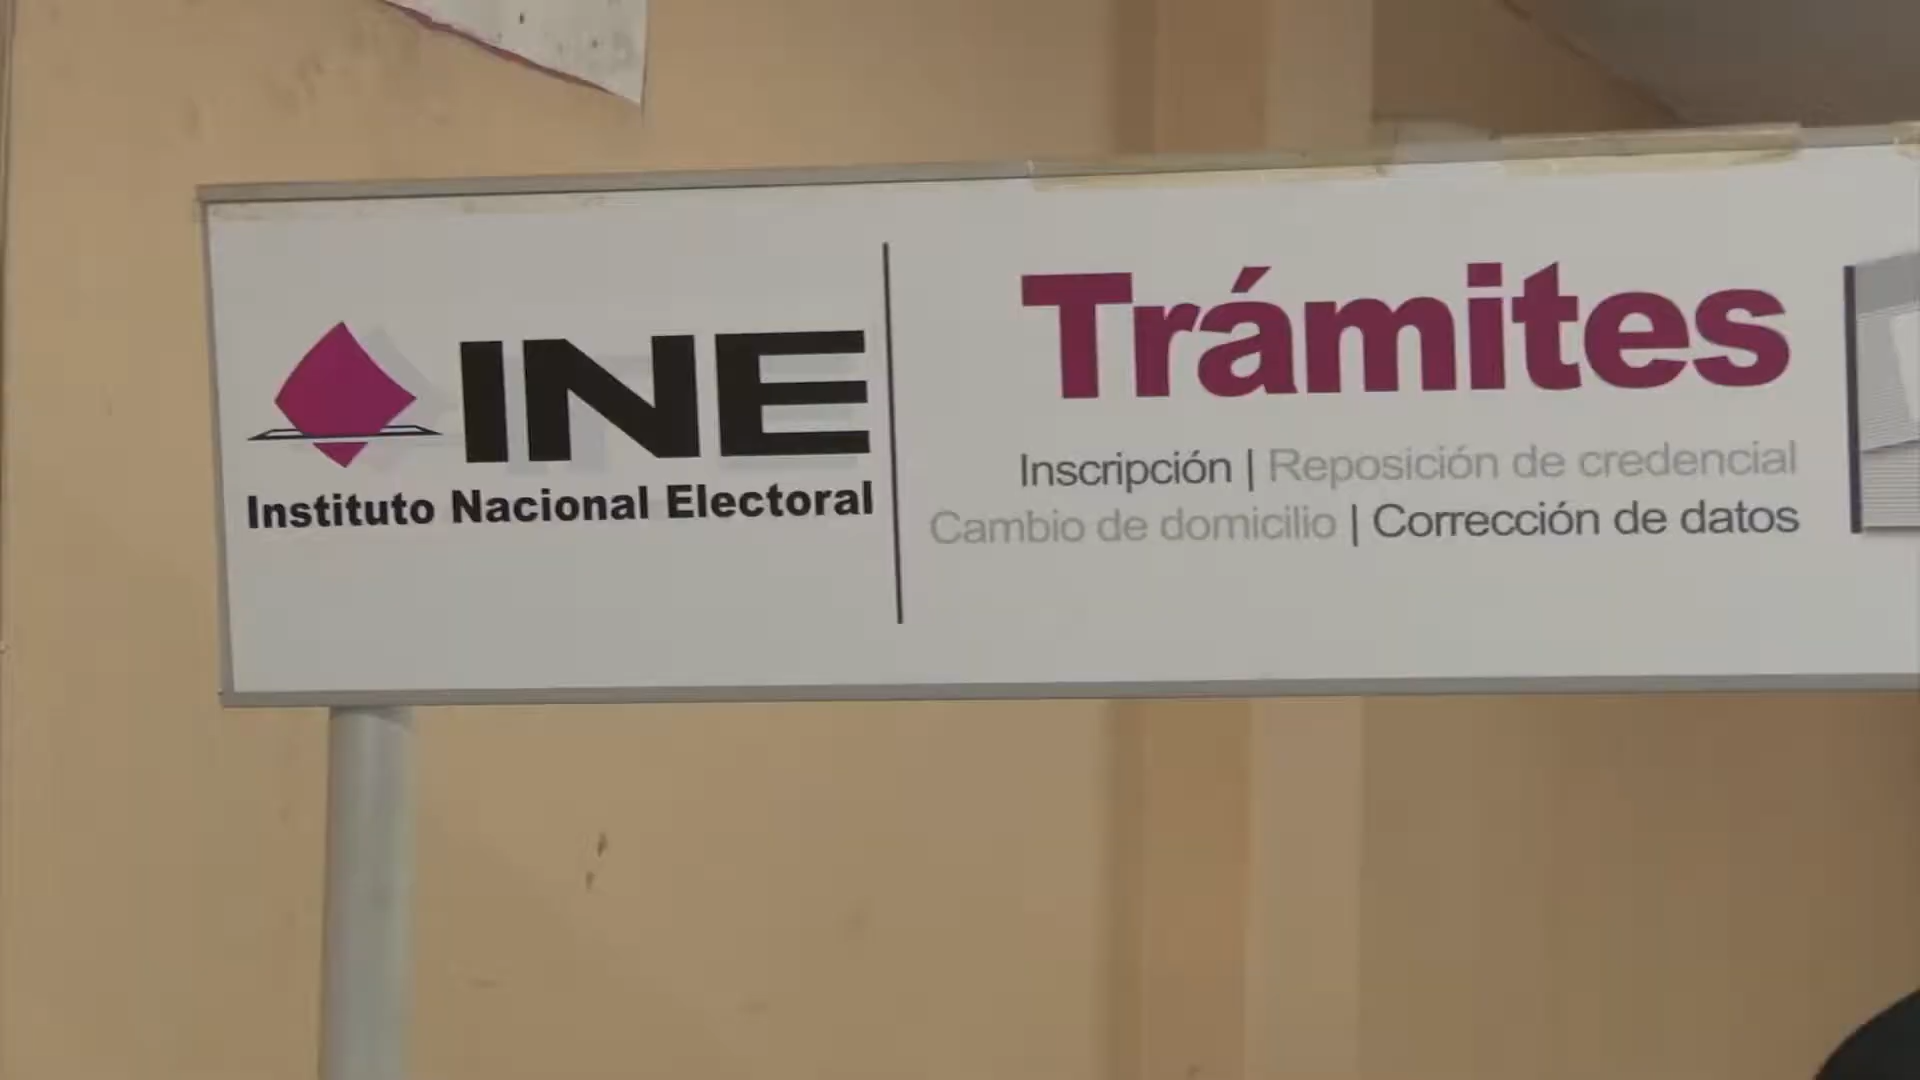 INE
Instituto Nacional Electoral
Trámites
Inscripción | Reposición de credencial
Cambio de domicilio | Corrección de datos